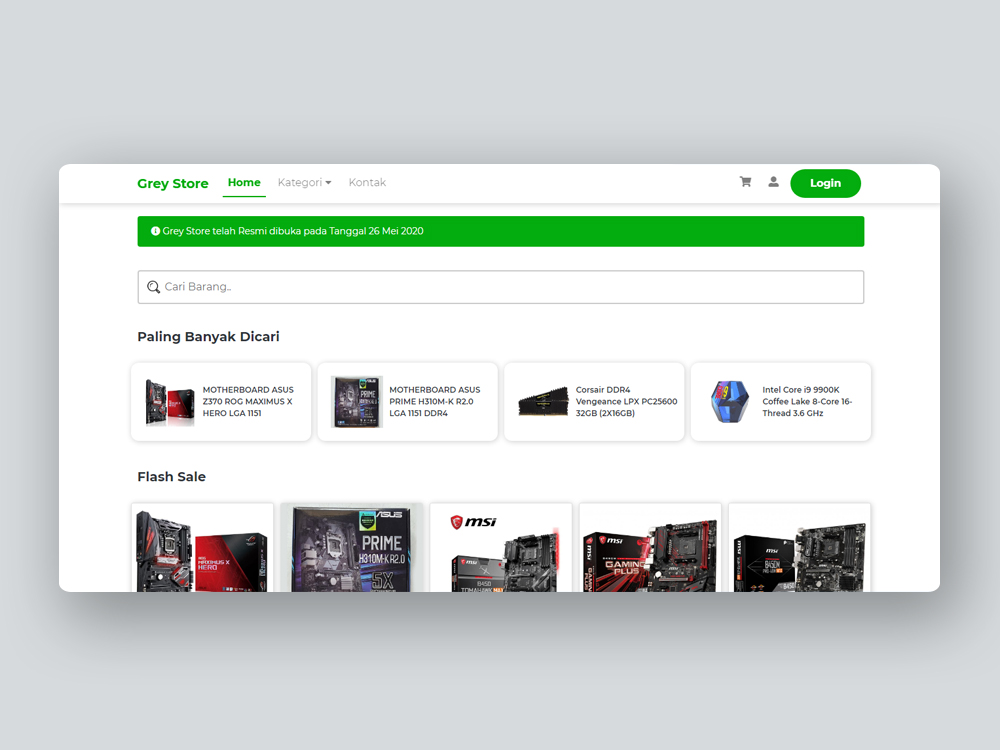 Grey Store Home Kategori Kontak Login
Grey Store telah Resmi dibuka pada Tanggal 26 Mei 2020
Cari Barang..
Paling Banyak Dicari
MOTHERBOARD ASUS
Z370 ROG MAXIMUS X
HERO LGA 1151
MOTHERBOARD ASUS
PRIME H310M-K R2.0
LGA 1151 DDR4
Corsair DDR4
Vengeance LPX PC25600
32GB (2X16GB)
Intel Core i9 9900K
Coffee Lake 8-Core 16-
Thread 3.6 GHz
Flash Sale
MAXIMUS X
HERO
ASUS
PRIME
H310M-K R2.0
5X
msi
B450
TOMAHAWK MAX
msi
GAMING
PLUS
msi